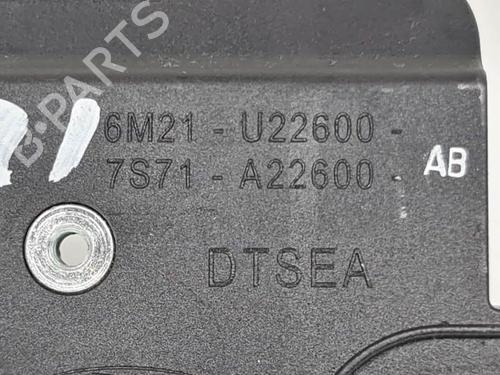 B-PARTS
6M21 - U22600 -
7S71 - A22600 - AB
DTSEA